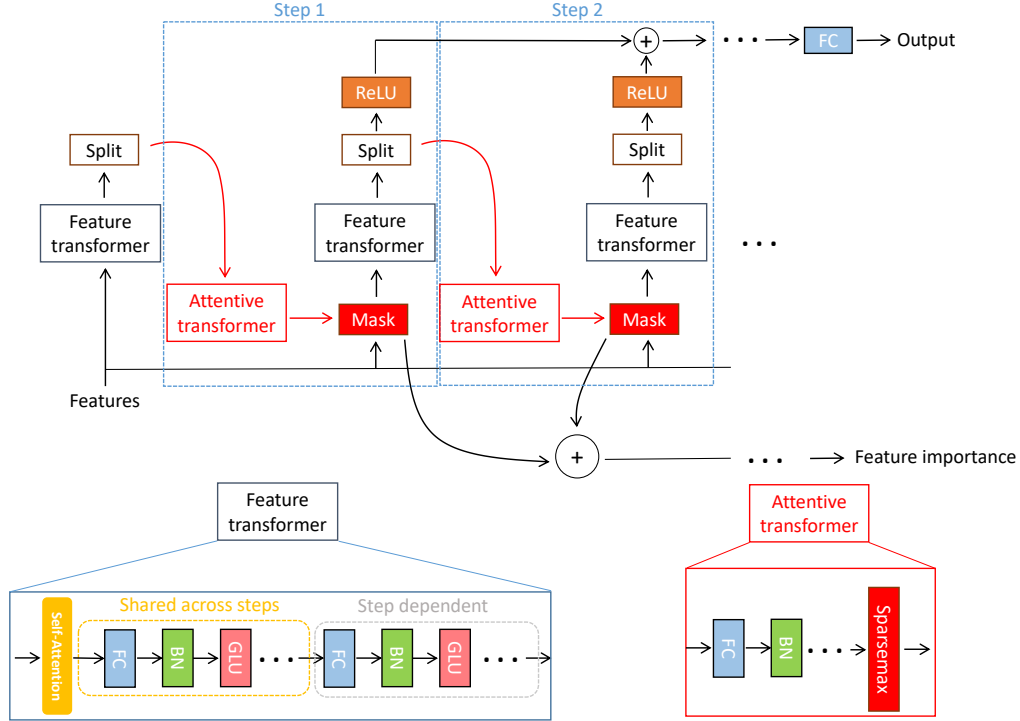 Step 1
Step 2
+
• • •
FC
Output
ReLU
ReLU
Split
Split
Split
Feature
transformer
Feature
transformer
Feature
transformer
• • •
Attentive
transformer
Mask
Attentive
transformer
Mask
Features
+
• • •
Feature importance
Feature
transformer
Attentive
transformer
Self-Attention
Shared across steps
FC
BN
GLU
• • •
Step dependent
FC
BN
GLU
• • •
FC
BN
• • •
Sparsemax